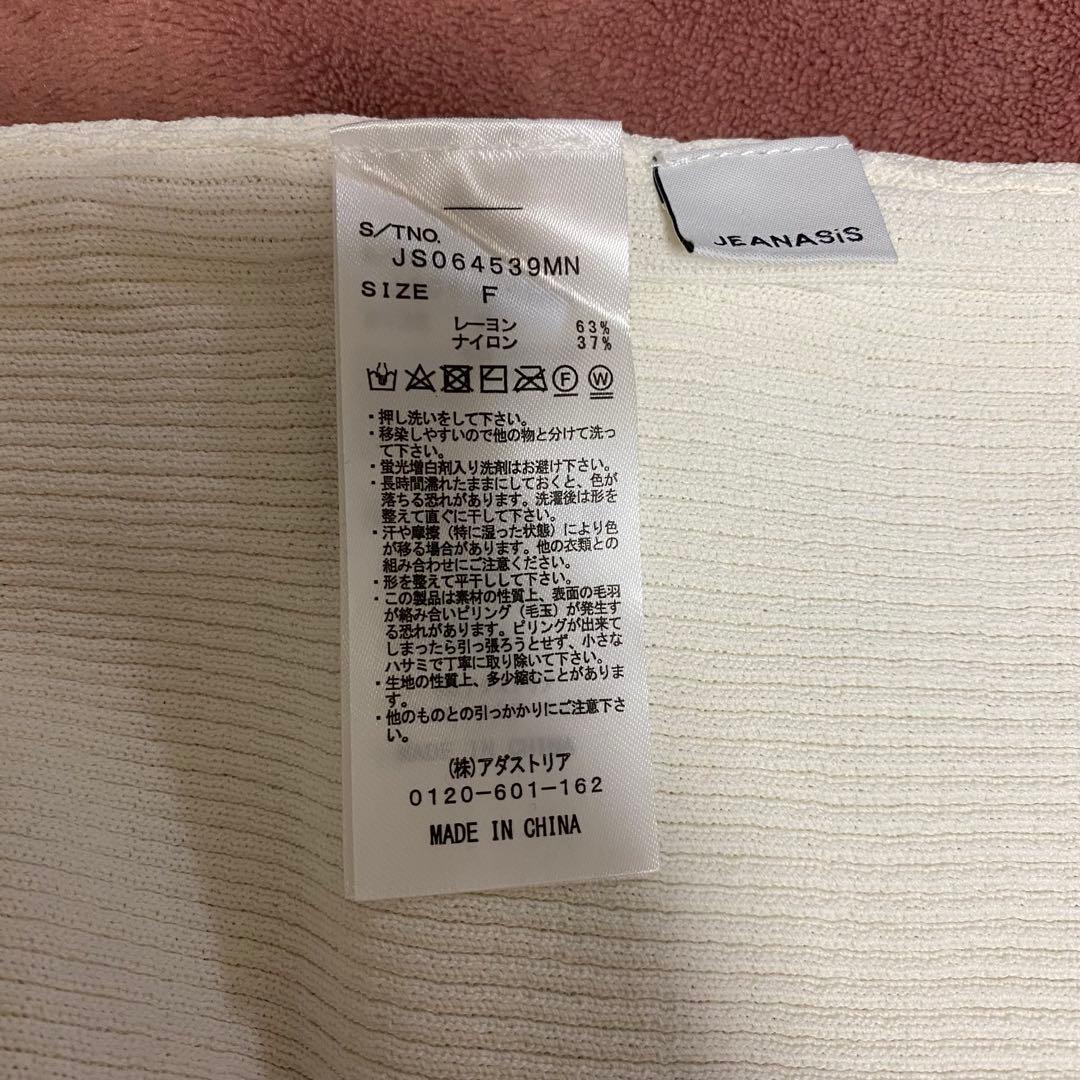 S/TNO.
JS064539MN
SIZE F
レーヨン 63%
ナイロン 37%
F W
・押し洗いをして下さい。
・移染しやすいので他の物と分けて洗っ
て下さい。
・蛍光増白剤入り洗剤はお避け下さい。
・長時間濡れたままにしておくと、色が
落ちる恐れがあります。洗濯後は形を
整えて直ぐに干して下さい。
・汗や摩擦（特に湿った状態）により色
が移る場合があります。他の衣類との
組み合わせにご注意ください。
・形を整えて平干しして下さい。
・この製品は素材の性質上、表面の毛羽
が絡み合いピリング（毛玉）が発生す
る恐れがあります。ピリングが出来て
しまったら引っ張ろうとせず、小さな
ハサミで丁寧に取り除いて下さい。
・生地の性質上、多少縮むことがありま
す。
・他のものとの引っかかりにご注意下さ
い。
(株)アダストリア
0120-601-162
MADE IN CHINA
JEANASiS